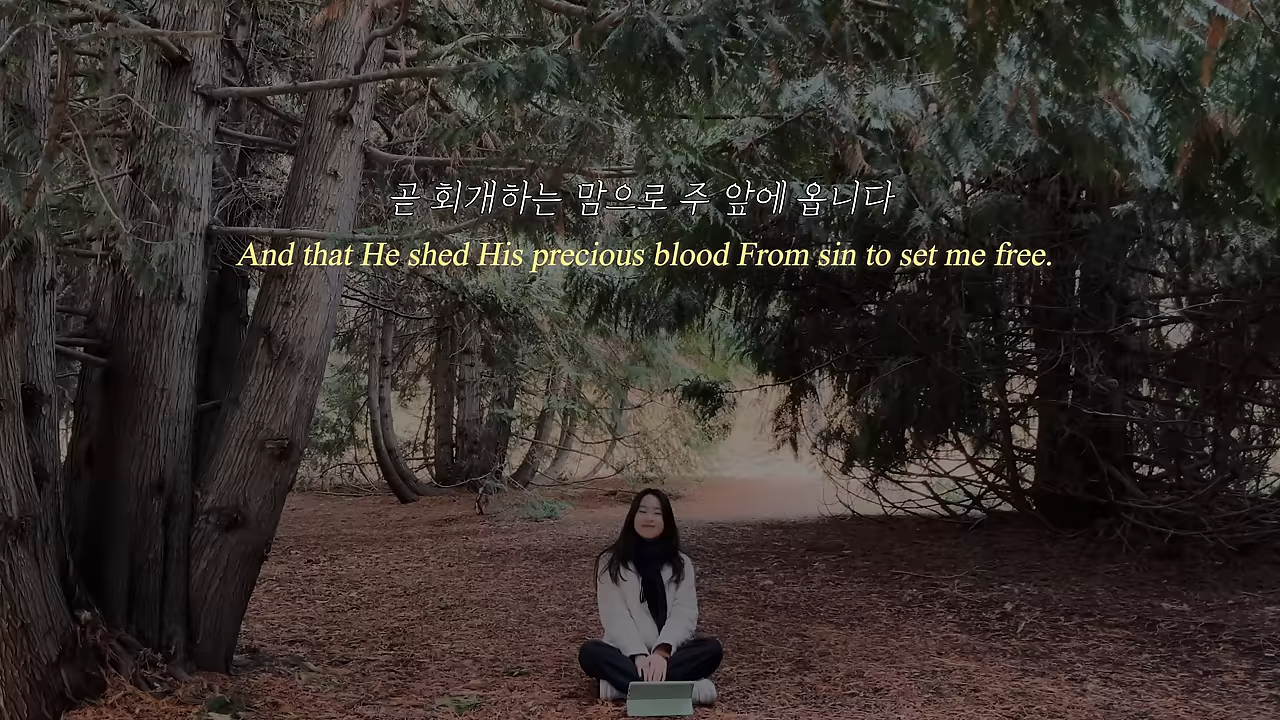 곧 회개하는 맘으로 주 앞에 옵니다
And that He shed His precious blood From sin to set me free.